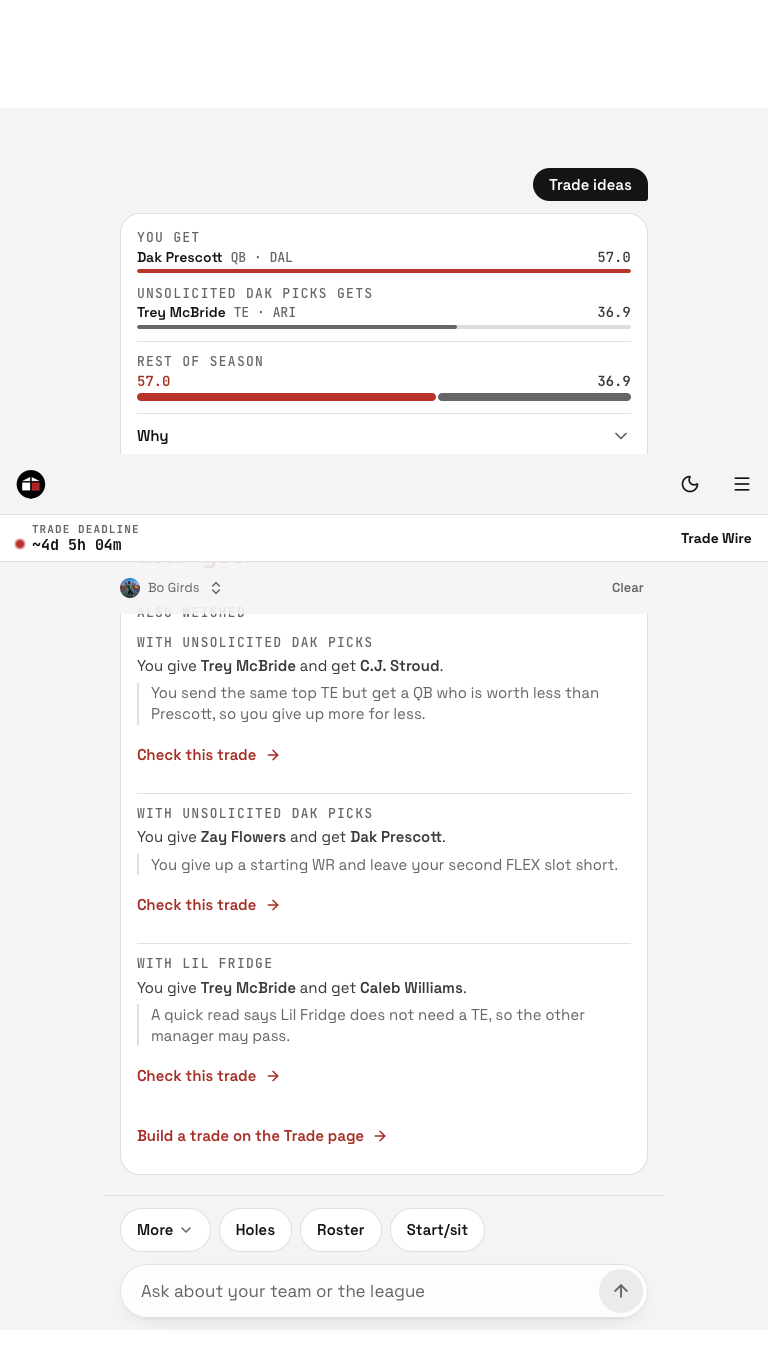 Trade ideas
YOU GET
Dak Prescott QB · DAL 57.0
UNSOLICITED DAK PICKS GETS
Trey McBride TE · ARI 36.9
REST OF SEASON
57.0 36.9
Why
TRADE DEADLINE
~4d 5h 04m
Trade Wire
Bo Girds Clear
ALSO WEIGHED
WITH UNSOLICITED DAK PICKS
You give Trey McBride and get C.J. Stroud.
You send the same top TE but get a QB who is worth less than
Prescott, so you give up more for less.
Check this trade →
WITH UNSOLICITED DAK PICKS
You give Zay Flowers and get Dak Prescott.
You give up a starting WR and leave your second FLEX slot short.
Check this trade →
WITH LIL FRIDGE
You give Trey McBride and get Caleb Williams.
A quick read says Lil Fridge does not need a TE, so the other
manager may pass.
Check this trade →
Build a trade on the Trade page →
More Holes Roster Start/sit
Ask about your team or the league